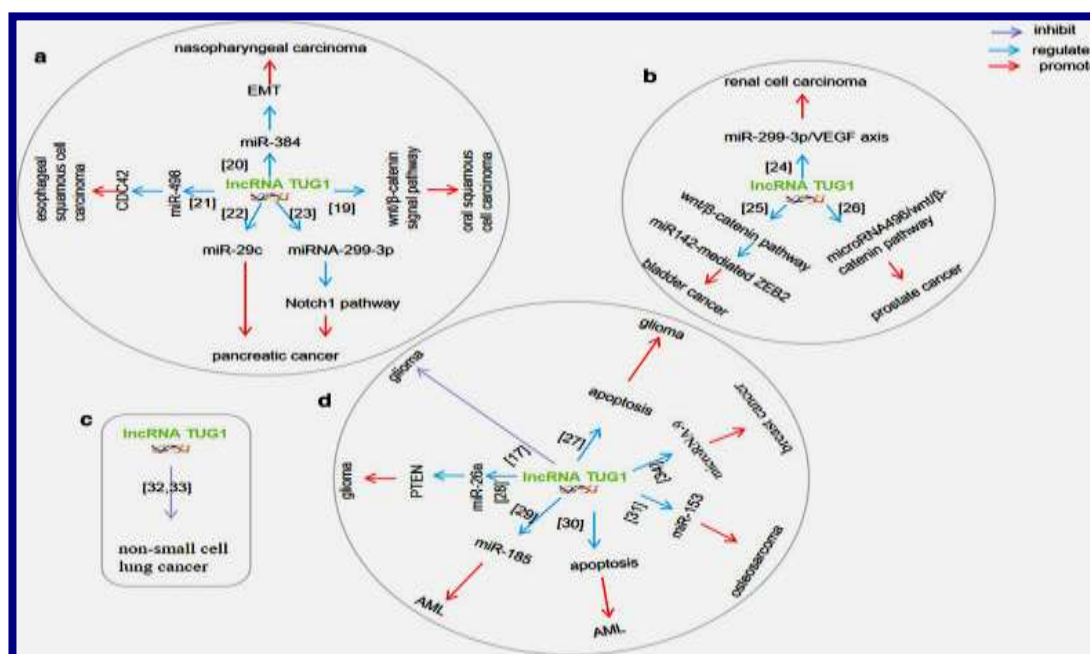 inhibit
regulate
promote
a
nasopharyngeal carcinoma
EMT
miR-384
[20]
lncRNA TUG1
esophageal
squamous cell
carcinoma
CDC42
miR-498
[21]
[22]
[23]
[19]
wnt/β-catenin
signal pathway
oral squamous
cell carcinoma
miR-29c
miRNA-299-3p
Notch1 pathway
pancreatic cancer
b
renal cell carcinoma
miR-299-3p/VEGF axis
[24]
lncRNA TUG1
[25]
[26]
wnt/β-catenin pathway
miR142-mediated ZEB2
bladder cancer
microRNA496/wnt/β-
catenin pathway
prostate cancer
c
lncRNA TUG1
[32,33]
non-small cell
lung cancer
d
glioma
glioma
apoptosis
[27]
[17]
breast cancer
microRNA-9
[34]
lncRNA TUG1
glioma
PTEN
miR-26a
[28]
[29]
[30]
[31]
miR-153
osteosarcoma
miR-185
apoptosis
AML
AML